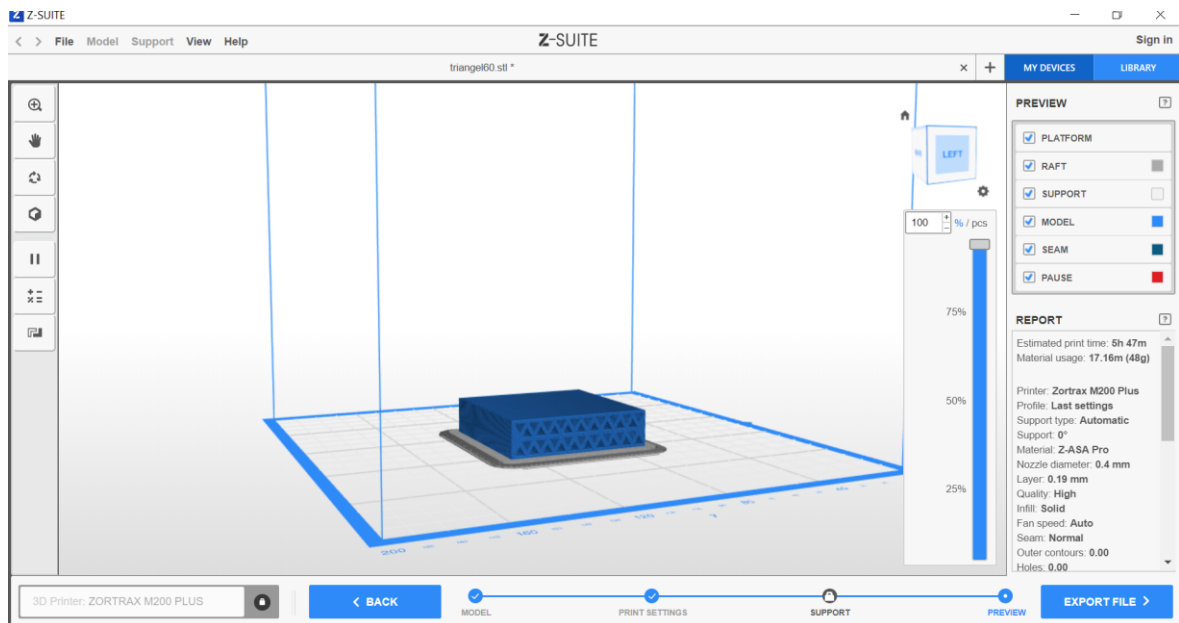 Z-SUITE
File Model Support View Help
Z-SUITE
Sign in
triangel60.stl *
MY DEVICES
LIBRARY
PREVIEW
?
PLATFORM
RAFT
SUPPORT
MODEL
SEAM
PAUSE
LEFT
100 % / pcs
75%
50%
25%
200
160
120
REPORT
?
Estimated print time: 5h 47m
Material usage: 17.16m (48g)
Printer: Zortrax M200 Plus
Profile: Last settings
Support type: Automatic
Support: 0°
Material: Z-ASA Pro
Nozzle diameter: 0.4 mm
Layer: 0.19 mm
Quality: High
Infill: Solid
Fan speed: Auto
Seam: Normal
Outer contours: 0.00
Holes: 0.00
3D Printer: ZORTRAX M200 PLUS
BACK
MODEL
PRINT SETTINGS
SUPPORT
PREVIEW
EXPORT FILE